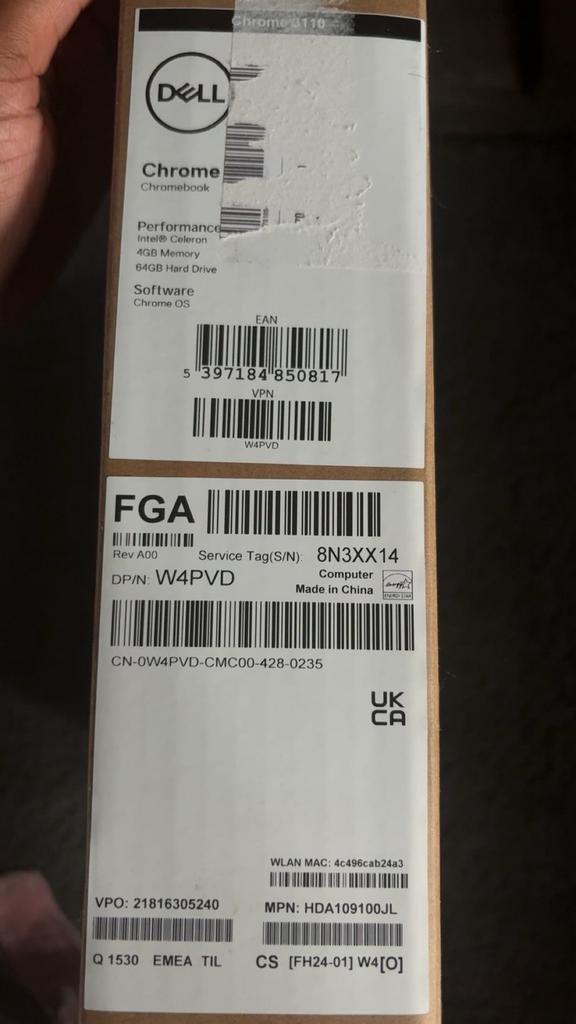 Chrome 3110
DELL
Chrome
Chromebook
Performance
Intel® Celeron
4GB Memory
64GB Hard Drive
Software
Chrome OS
EAN
5 397184 850817
VPN
W4PVD
FGA
Rev A00 Service Tag(S/N): 8N3XX14
DP/N: W4PVD Computer
Made in China
ENERGY STAR
CN-0W4PVD-CMC00-428-0235
UK
CA
WLAN MAC: 4c496cab24a3
VPO: 21816305240 MPN: HDA109100JL
Q 1530 EMEA TIL CS [FH24-01] W4[O]